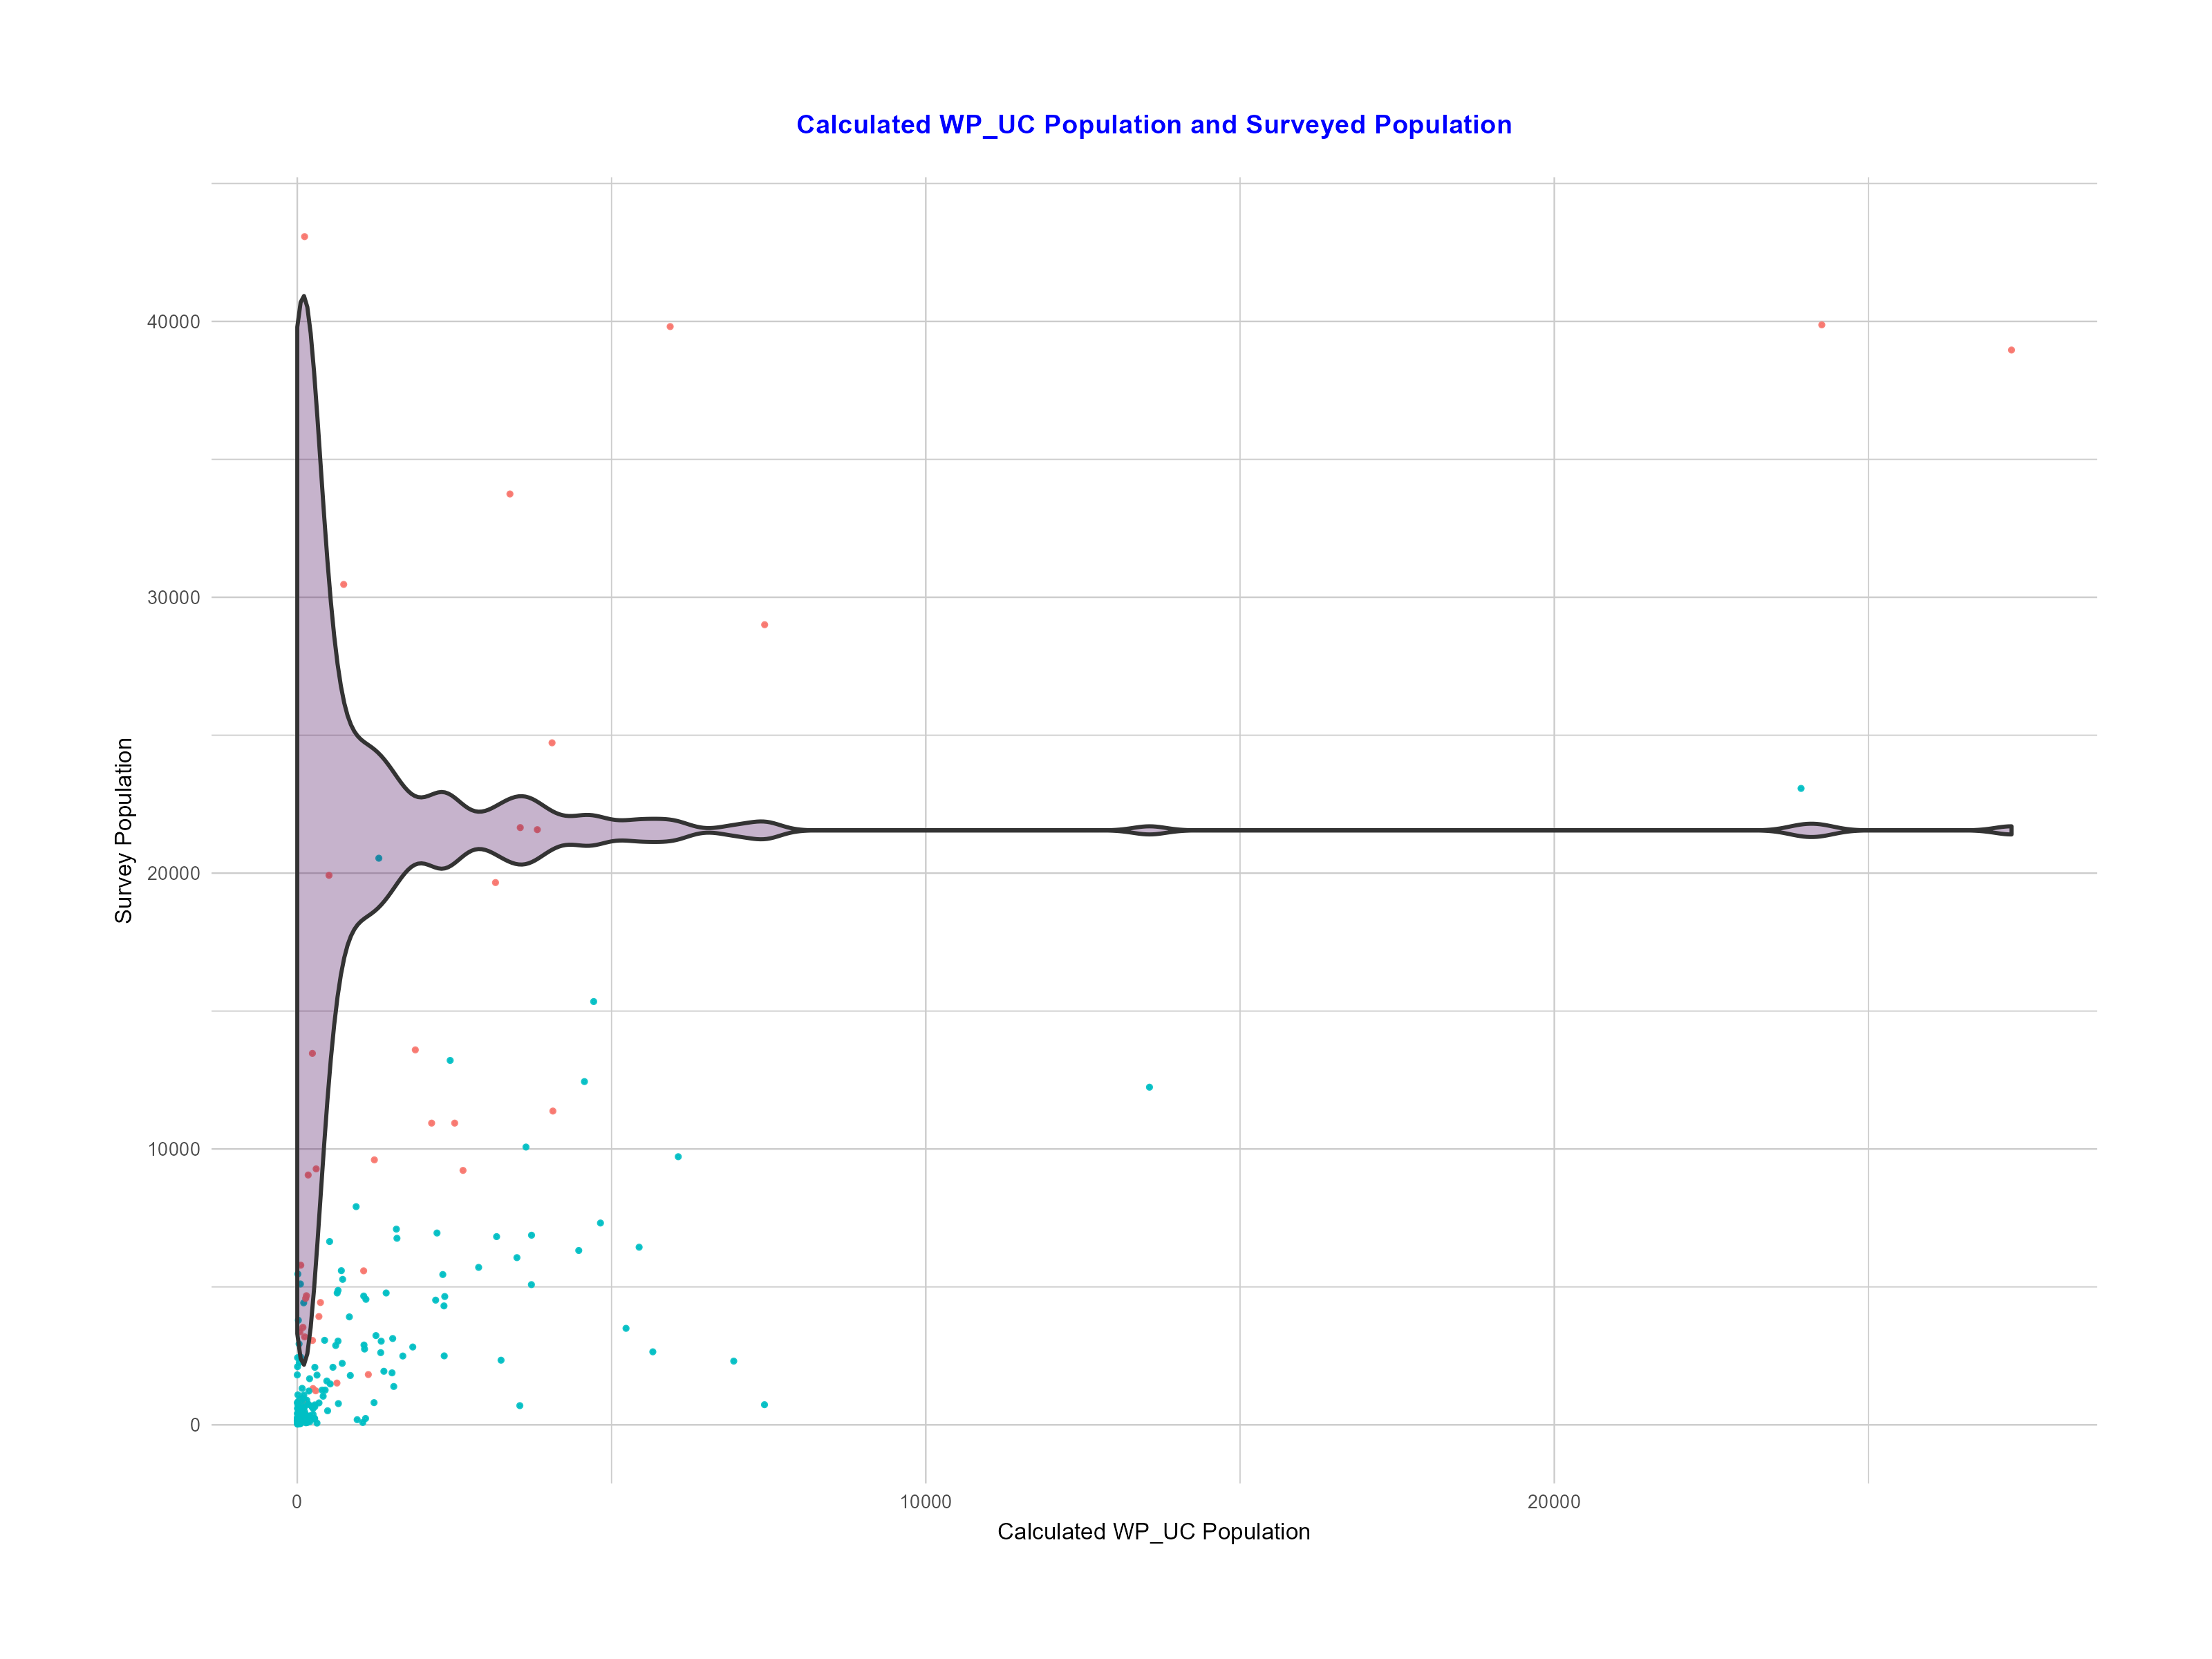 Calculated WP_UC Population and Surveyed Population
40000
30000
20000
10000
0
Survey Population
0 10000 20000
Calculated WP_UC Population